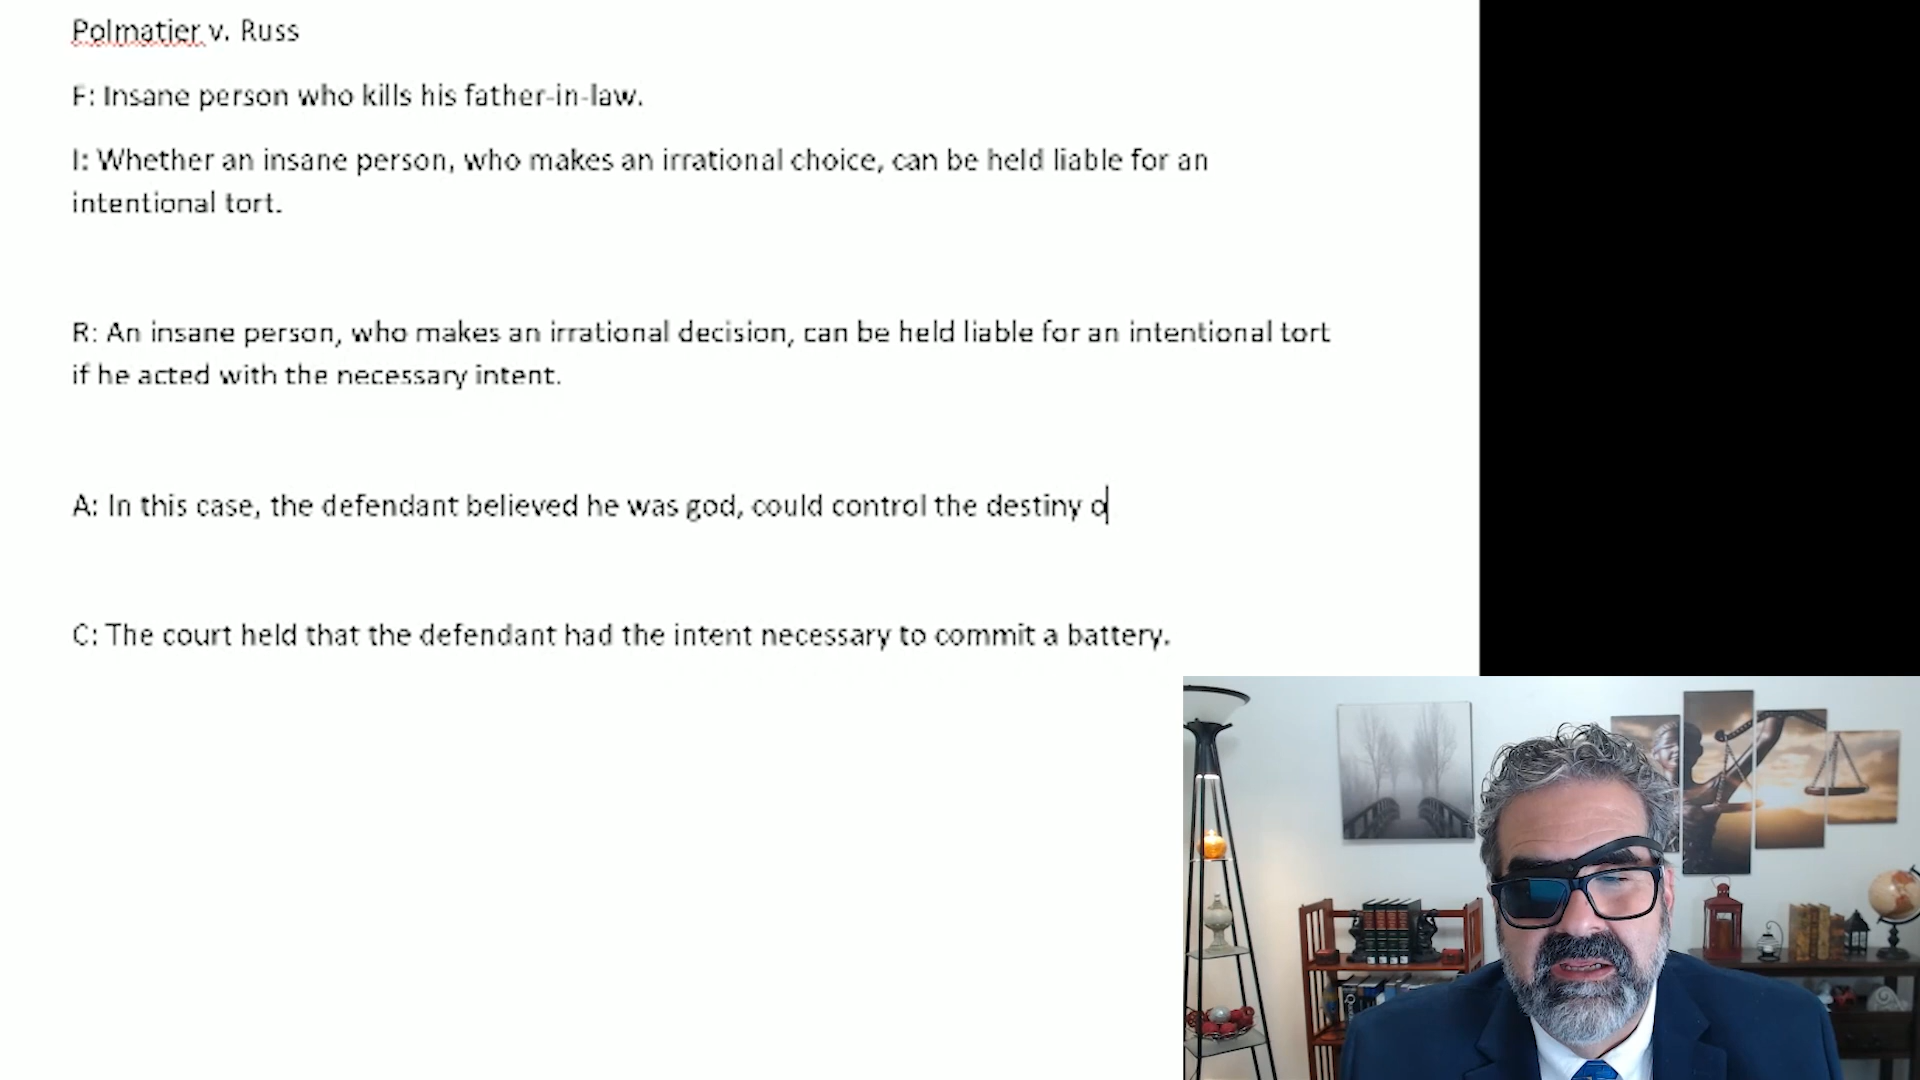 Polmatier v. Russ
F: Insane person who kills his father-in-law.
I: Whether an insane person, who makes an irrational choice, can be held liable for an
intentional tort.
R: An insane person, who makes an irrational decision, can be held liable for an intentional tort
if he acted with the necessary intent.
A: In this case, the defendant believed he was god, could control the destiny o
C: The court held that the defendant had the intent necessary to commit a battery.